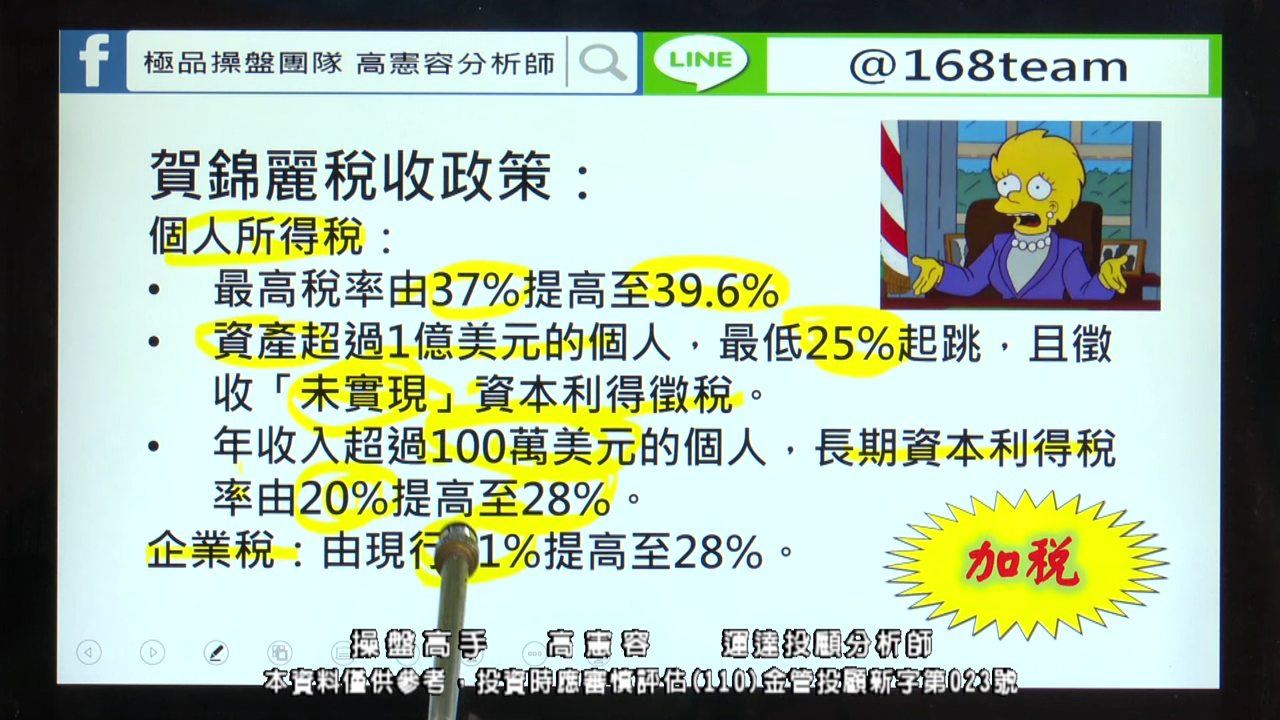 f 極品操盤團隊 高憲容分析師
LINE @168team
賀錦麗稅收政策：
個人所得稅：
• 最高稅率由37%提高至39.6%
• 資產超過1億美元的個人，最低25%起跳，且徵
收「未實現」資本利得徵稅。
• 年收入超過100萬美元的個人，長期資本利得稅
率由20%提高至28%。
企業稅：由現行 1%提高至28%。
加稅
操盤高手 高憲容 運達投顧分析師
本資料僅供參考，投資時應審慎評估(110)金管投顧新字第023號